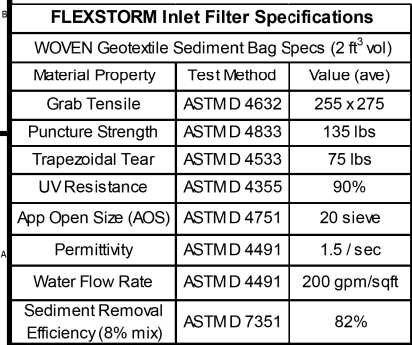 B
FLEXSTORM Inlet Filter Specifications
WOVEN Geotextile Sediment Bag Specs (2 ft³ vol)
Material Property Test Method Value (ave)
Grab Tensile ASTM D 4632 255 x 275
Puncture Strength ASTM D 4833 135 lbs
Trapezoidal Tear ASTM D 4533 75 lbs
UV Resistance ASTM D 4355 90%
App Open Size (AOS) ASTM D 4751 20 sieve
A
Permittivity ASTM D 4491 1.5 / sec
Water Flow Rate ASTM D 4491 200 gpm/sqft
Sediment Removal
Efficiency (8% mix) ASTM D 7351 82%